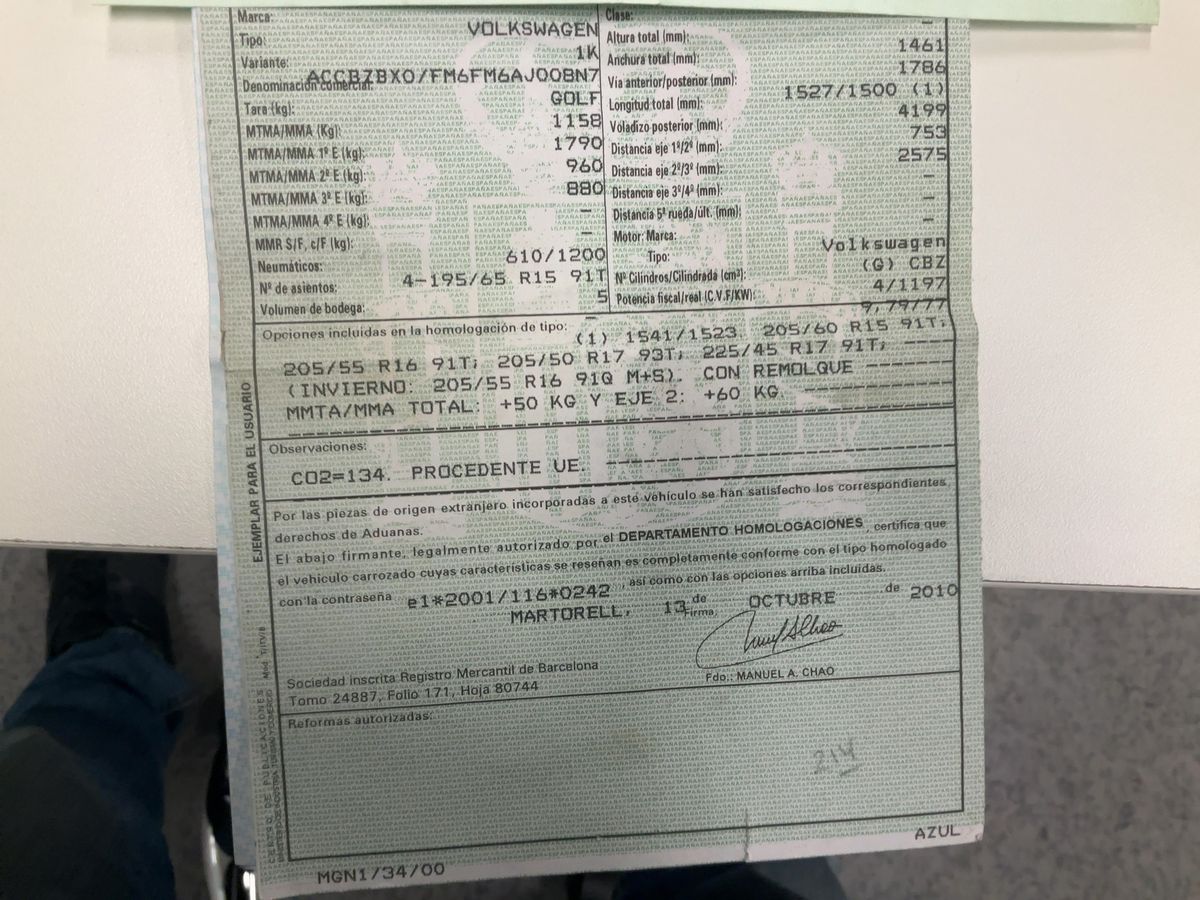 Marca: VOLKSWAGEN
Tipo: 1K
Variante: ACCBZBX0/FM6FM6AJ00BN7
Denominación comercial: GOLF
Tara (kg): 1158
MTMA/MMA (Kg): 1790
MTMA/MMA 1º E (kg): 960
MTMA/MMA 2º E (kg): 880
MTMA/MMA 3º E (kg): –
MTMA/MMA 4º E (kg): –
MMR S/F, c/F (kg): 610/1200
Neumáticos: 4-195/65 R15 91T
Nº de asientos: 5
Volumen de bodega: –
Clase: –
Altura total (mm): 1461
Anchura total (mm): 1786
Via anterior/posterior (mm): 1527/1500 (1)
Longitud total (mm): 4199
Voladizo posterior (mm): 753
Distancia eje 1º/2º (mm): 2575
Distancia eje 2º/3º (mm): –
Distancia eje 3º/4º (mm): –
Distancia 5ª rueda/últ. (mm): –
Motor: Marca: Volkswagen
Tipo: (G) CBZ
Nº Cilindros/Cilindrada (cm³): 4/1197
Potencia fiscal/real (C.V.F/KW): 9,79/77
Opciones incluidas en la homologación de tipo: (1) 1541/1523 205/60 R15 91T;
205/55 R16 91T; 205/50 R17 93T; 225/45 R17 91T; ----
(INVIERNO: 205/55 R16 91Q M+S). CON REMOLQUE -------
MMTA/MMA TOTAL: +50 KG Y EJE 2: +60 KG -------------
Observaciones:
CO2=134. PROCEDENTE UE. ---------------------------
Por las piezas de origen extranjero incorporadas a este vehículo se han satisfecho los correspondientes
derechos de Aduanas.
El abajo firmante, legalmente autorizado por el DEPARTAMENTO HOMOLOGACIONES, certifica que
el vehículo carrozado cuyas características se reseñan es completamente conforme con el tipo homologado
con la contraseña e1*2001/116*0242, así como con las opciones arriba incluidas.
MARTORELL, 13 de OCTUBRE de 2010
Firma
Fdo.: MANUEL A. CHAO
Sociedad inscrita Registro Mercantil de Barcelona
Tomo 24887, Folio 171, Hoja 80744
Reformas autorizadas:
214
AZUL
MGN1/34/00
EJEMPLAR PARA EL USUARIO